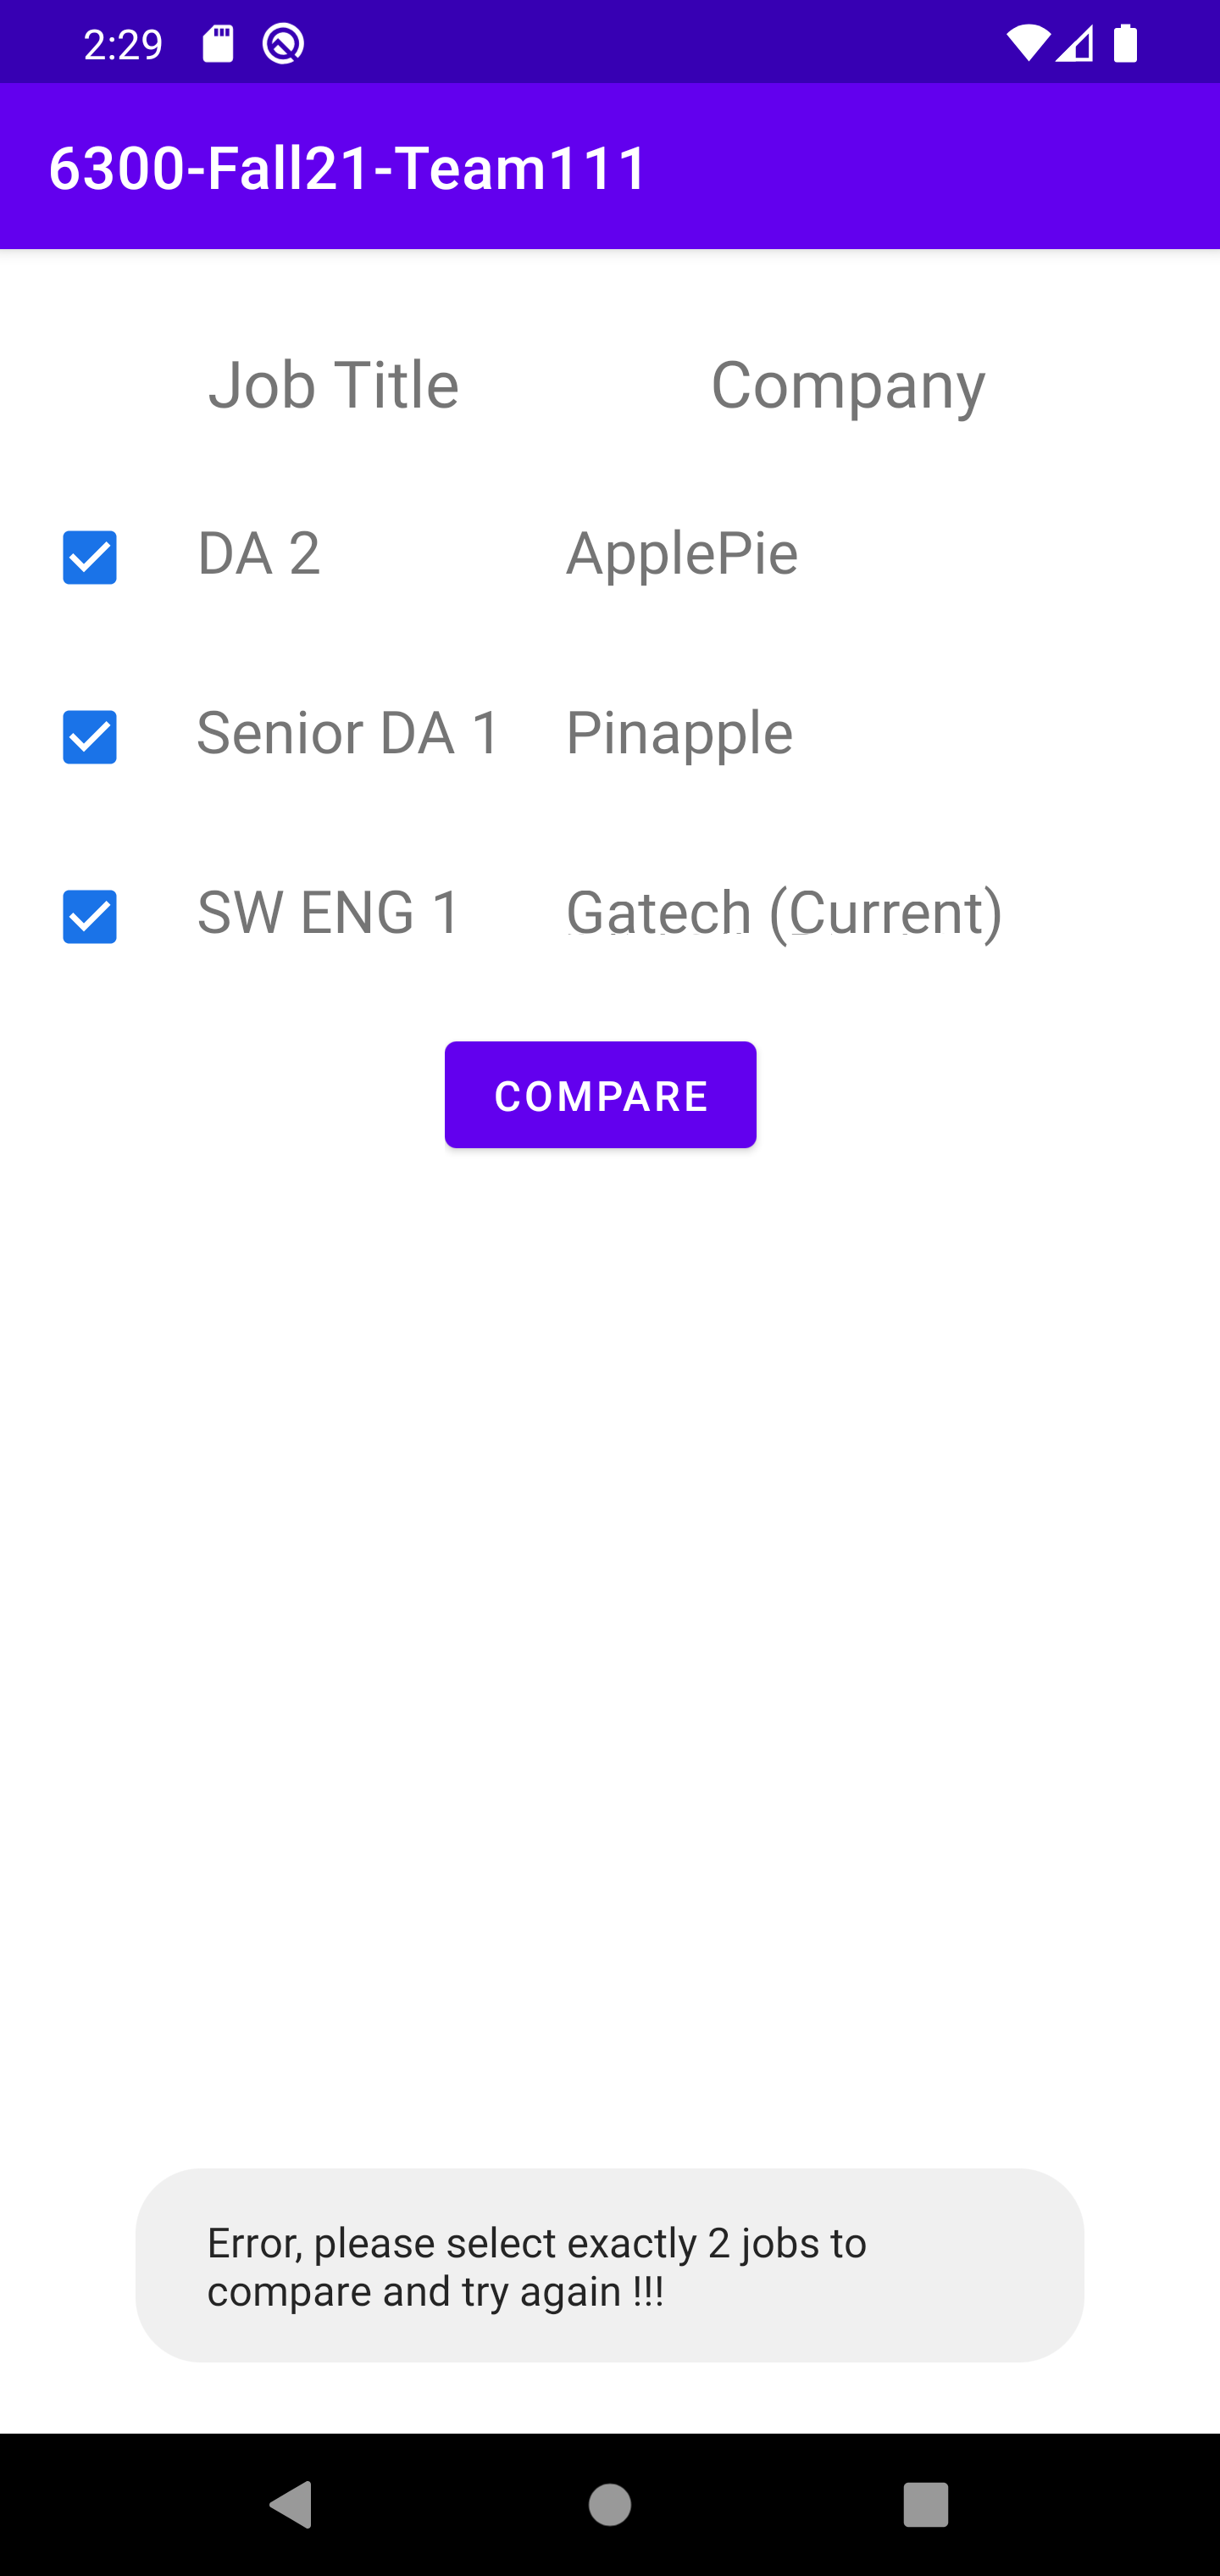 2:29
6300-Fall21-Team111
Job Title Company
DA 2 ApplePie
Senior DA 1 Pinapple
SW ENG 1 Gatech (Current)
COMPARE
Error, please select exactly 2 jobs to
compare and try again !!!